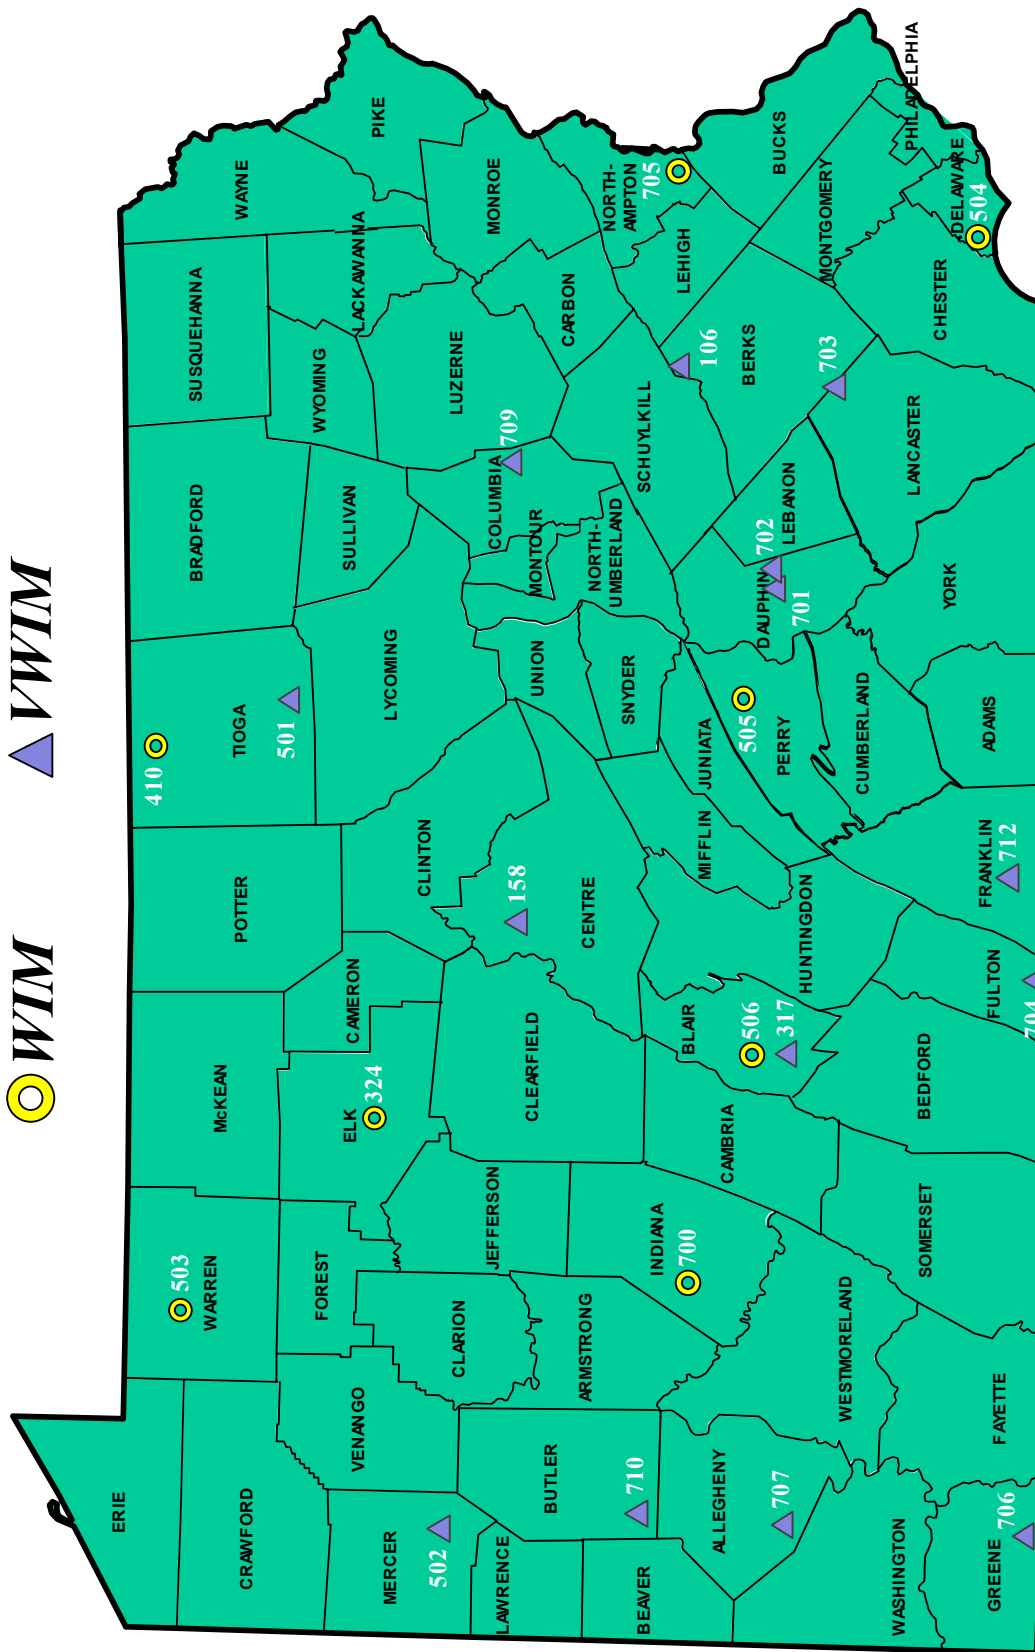 WIM
VWIM
ERIE
CRAWFORD
MERCER
502
LAWRENCE
BEAVER
BUTLER
710
ALLEGHENY
707
WASHINGTON
GREENE
706
FAYETTE
WESTMORELAND
SOMERSET
VENANGO
CLARION
ARMSTRONG
FOREST
WARREN
503
JEFFERSON
INDIANA
700
McKEAN
ELK
324
CAMERON
CLEARFIELD
CAMBRIA
BLAIR
506
317
BEDFORD
POTTER
CLINTON
CENTRE
158
HUNTINGDON
FULTON
704
FRANKLIN
712
MIFFLIN
JUNIATA
PERRY
505
CUMBERLAND
ADAMS
410
TIOGA
501
LYCOMING
UNION
SNYDER
NORTH-
UMBERLAND
MONTOUR
COLUMBIA
709
DAUPHIN
701
702
LEBANON
YORK
LANCASTER
BRADFORD
SULLIVAN
SUSQUEHANNA
WYOMING
LACKAWANNA
LUZERNE
SCHUYLKILL
CARBON
WAYNE
PIKE
MONROE
NORTH-
AMPTON
705
LEHIGH
106
BERKS
703
BUCKS
MONTGOMERY
PHILADELPHIA
DELAWARE
504
CHESTER